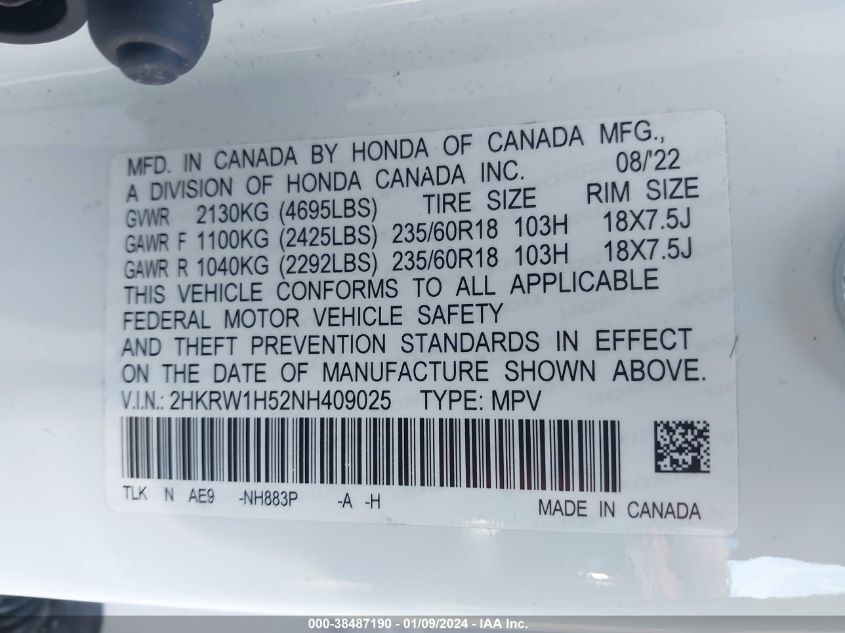 MFD. IN CANADA BY HONDA OF CANADA MFG.,
A DIVISION OF HONDA CANADA INC. 08/'22
GVWR 2130KG (4695LBS) TIRE SIZE RIM SIZE
GAWR F 1100KG (2425LBS) 235/60R18 103H 18X7.5J
GAWR R 1040KG (2292LBS) 235/60R18 103H 18X7.5J
THIS VEHICLE CONFORMS TO ALL APPLICABLE
FEDERAL MOTOR VEHICLE SAFETY
AND THEFT PREVENTION STANDARDS IN EFFECT
ON THE DATE OF MANUFACTURE SHOWN ABOVE.
V.I.N.: 2HKRW1H52NH409025 TYPE: MPV
TLK N AE9 -NH883P -A -H
MADE IN CANADA
000-38487190 - 01/09/2024 - IAA Inc.